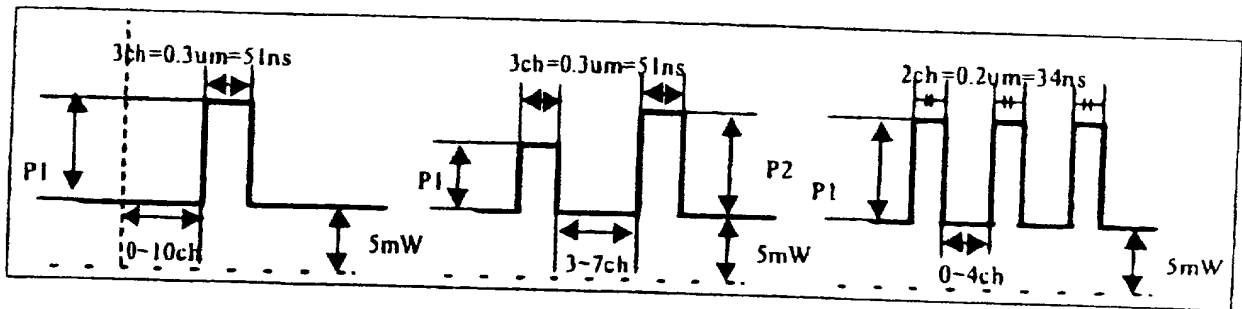 3ch=0.3um=51ns
P1
0~10ch
5mW
3ch=0.3um=51ns
P1
P2
3~7ch
5mW
2ch=0.2um=34ns
P1
0~4ch
5mW